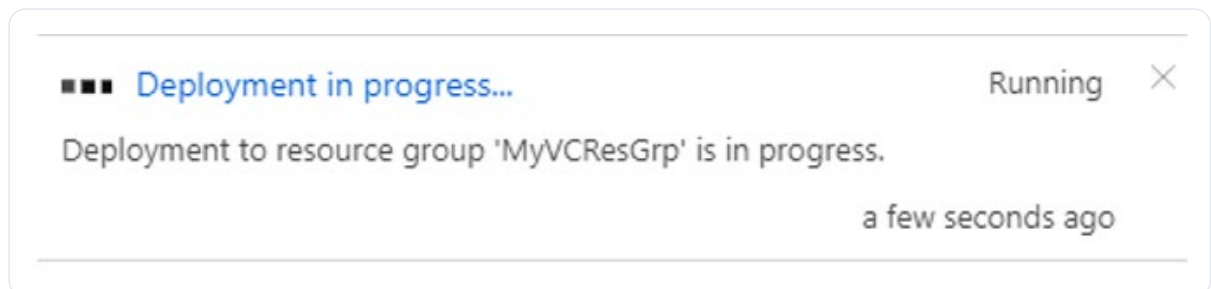 Deployment in progress... Running
Deployment to resource group 'MyVCResGrp' is in progress.
a few seconds ago